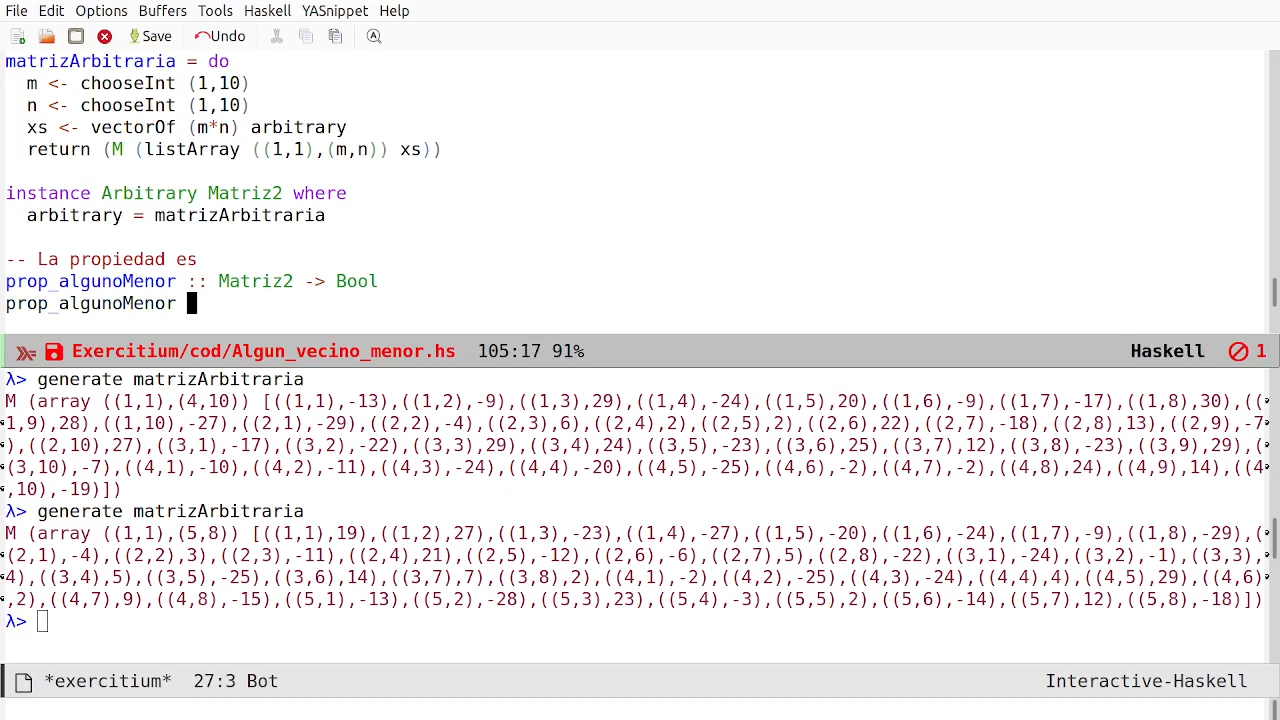 File Edit Options Buffers Tools Haskell YASnippet Help
Save Undo
matrizArbitraria = do
  m <- chooseInt (1,10)
  n <- chooseInt (1,10)
  xs <- vectorOf (m*n) arbitrary
  return (M (listArray ((1,1),(m,n)) xs))
instance Arbitrary Matriz2 where
  arbitrary = matrizArbitraria
-- La propiedad es
prop_algunoMenor :: Matriz2 -> Bool
prop_algunoMenor
Exercitium/cod/Algun_vecino_menor.hs 105:17 91% Haskell 1
λ> generate matrizArbitraria
M (array ((1,1),(4,10)) [((1,1),-13),((1,2),-9),((1,3),29),((1,4),-24),((1,5),20),((1,6),-9),((1,7),-17),((1,8),30),((
1,9),28),((1,10),-27),((2,1),-29),((2,2),-4),((2,3),6),((2,4),2),((2,5),2),((2,6),22),((2,7),-18),((2,8),13),((2,9),-7
),((2,10),27),((3,1),-17),((3,2),-22),((3,3),29),((3,4),24),((3,5),-23),((3,6),25),((3,7),12),((3,8),-23),((3,9),29),(
(3,10),-7),((4,1),-10),((4,2),-11),((4,3),-24),((4,4),-20),((4,5),-25),((4,6),-2),((4,7),-2),((4,8),24),((4,9),14),((4
,10),-19)])
λ> generate matrizArbitraria
M (array ((1,1),(5,8)) [((1,1),19),((1,2),27),((1,3),-23),((1,4),-27),((1,5),-20),((1,6),-24),((1,7),-9),((1,8),-29),(
(2,1),-4),((2,2),3),((2,3),-11),((2,4),21),((2,5),-12),((2,6),-6),((2,7),5),((2,8),-22),((3,1),-24),((3,2),-1),((3,3),
4),((3,4),5),((3,5),-25),((3,6),14),((3,7),7),((3,8),2),((4,1),-2),((4,2),-25),((4,3),-24),((4,4),4),((4,5),29),((4,6)
,2),((4,7),9),((4,8),-15),((5,1),-13),((5,2),-28),((5,3),23),((5,4),-3),((5,5),2),((5,6),-14),((5,7),12),((5,8),-18)])
λ>
*exercitium* 27:3 Bot Interactive-Haskell